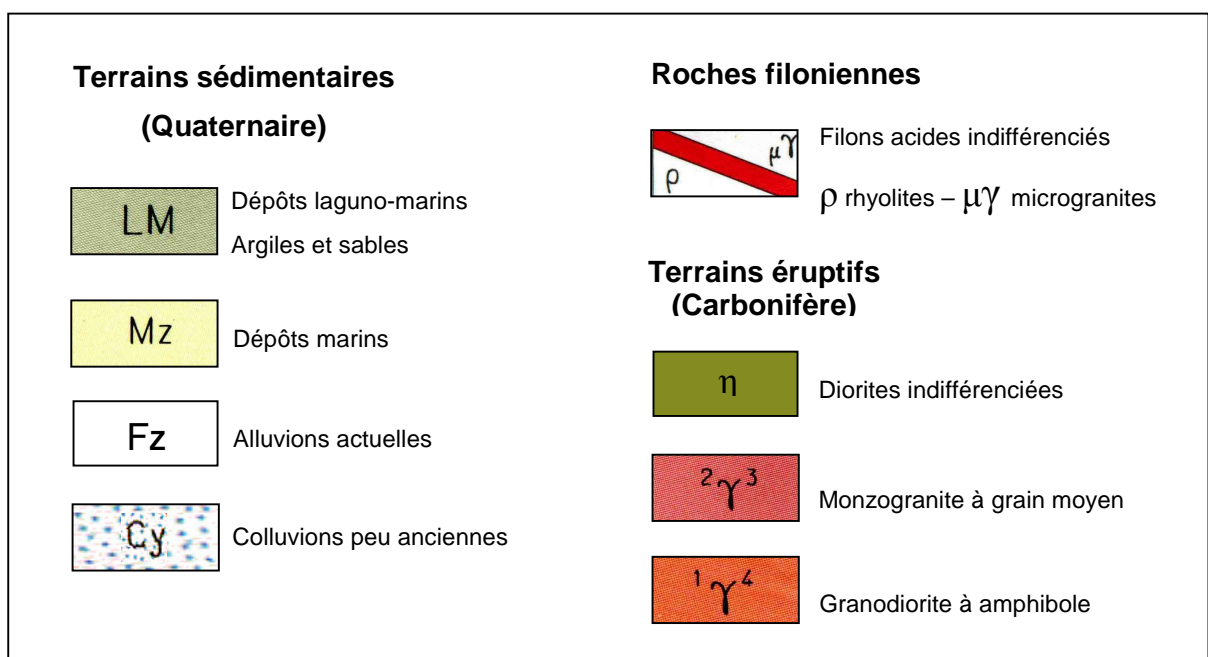 Terrains sédimentaires
(Quaternaire)
LM
Dépôts laguno-marins
Argiles et sables
Mz
Dépôts marins
Fz
Alluvions actuelles
Cy
Colluvions peu anciennes
Roches filoniennes
μγ
ρ
Filons acides indifférenciés
ρ rhyolites – μγ microgranites
Terrains éruptifs
(Carbonifère)
η
Diorites indifférenciées
²γ³
Monzogranite à grain moyen
¹γ⁴
Granodiorite à amphibole